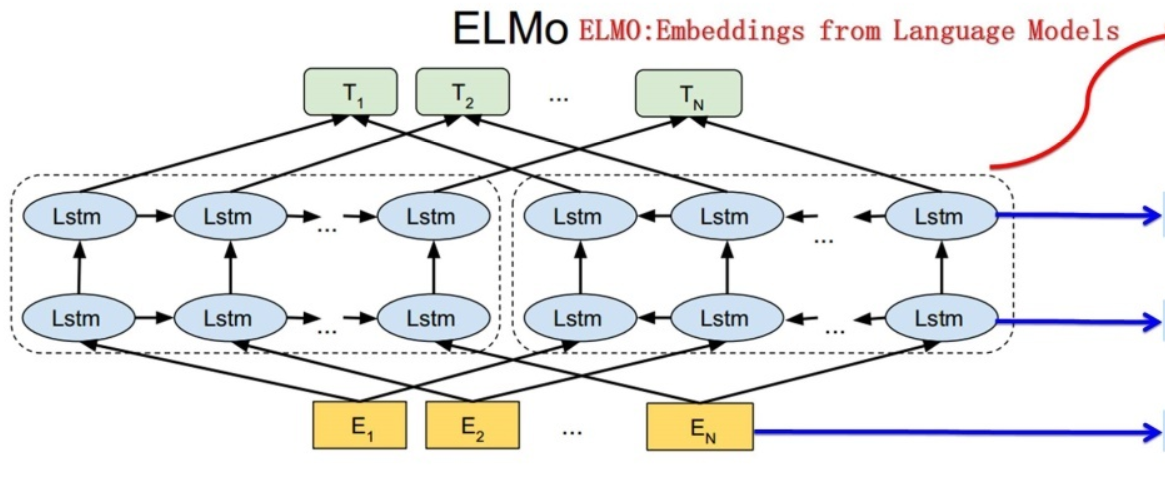 ELMo ELMO:Embeddings from Language Models
T1 T2 ... TN
Lstm Lstm ... Lstm Lstm Lstm ... Lstm
Lstm Lstm ... Lstm Lstm Lstm ... Lstm
E1 E2 ... EN